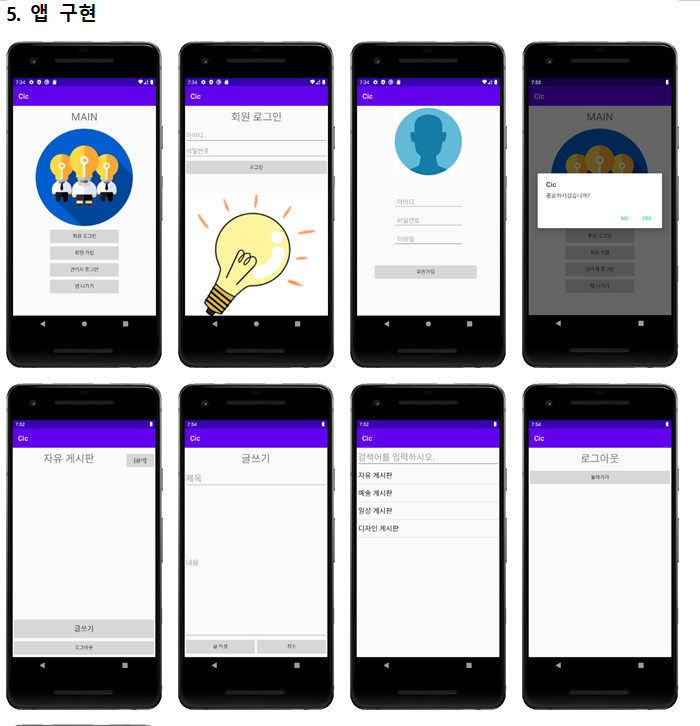 5. 앱 구현
7:34
Cic
MAIN
회원 로그인
회원 가입
관리자 로그인
앱 나가기
7:34
Cic
회원 로그인
아이디
비밀번호
로그인
7:34
Cic
아이디
비밀번호
이메일
회원가입
7:53
Cic
MAIN
Cic
종료하시겠습니까?
NO YES
회원 로그인
회원 가입
관리자 로그인
앱 나가기
7:52
Cic
자유 게시판
[검색]
글쓰기
로그아웃
7:54
Cic
글쓰기
제목
내용
글 작성 취소
7:52
Cic
검색어를 입력하시오.
자유 게시판
예술 게시판
일상 게시판
디자인 게시판
7:54
Cic
로그아웃
돌아가기